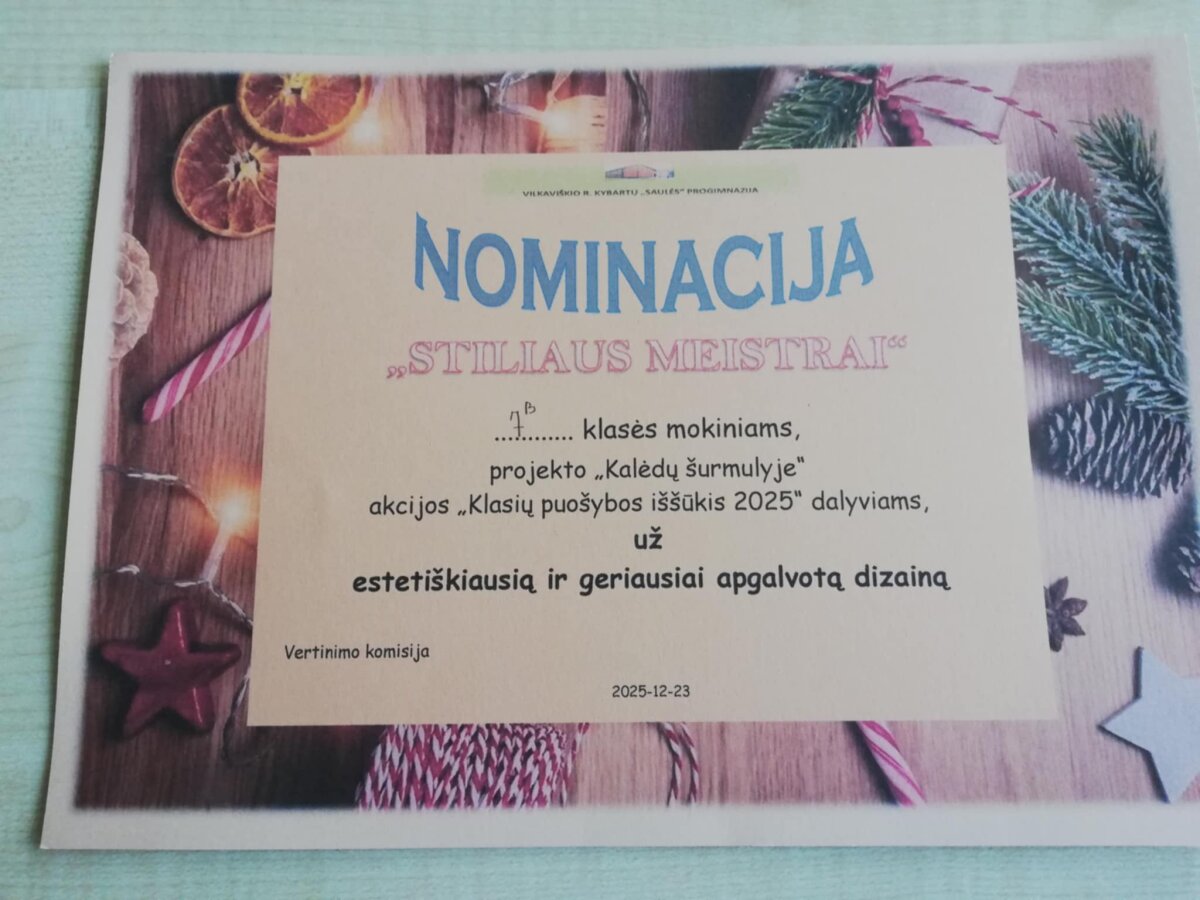 VILKAVIŠKIO R. KYBARTŲ „SAULĖS“ PROGIMNAZIJA
NOMINACIJA
„STILIAUS MEISTRAI“
7B klasės mokiniams,
projekto „Kalėdų šurmulyje“
akcijos „Klasių puošybos iššūkis 2025“ dalyviams,
už
estetiškiausią ir geriausiai apgalvotą dizainą
Vertinimo komisija
2025-12-23